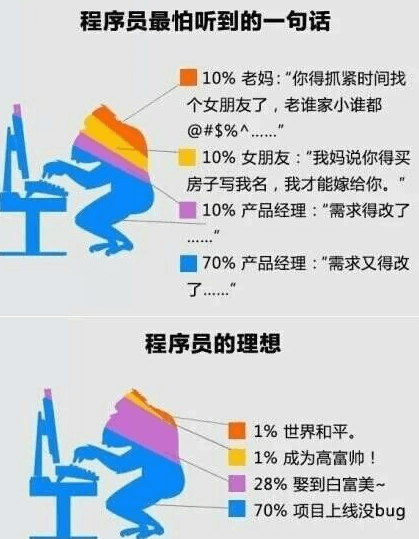 程序员最怕听到的一句话
10% 老妈：“你得抓紧时间找
个女朋友了，老谁家小谁都
@#$%^……”
10% 女朋友：“我妈说你得买
房子写我名，我才能嫁给你。”
10% 产品经理：“需求得改了
……”
70% 产品经理：“需求又得改
了……”
程序员的理想
1% 世界和平。
1% 成为高富帅！
28% 娶到白富美~
70% 项目上线没bug